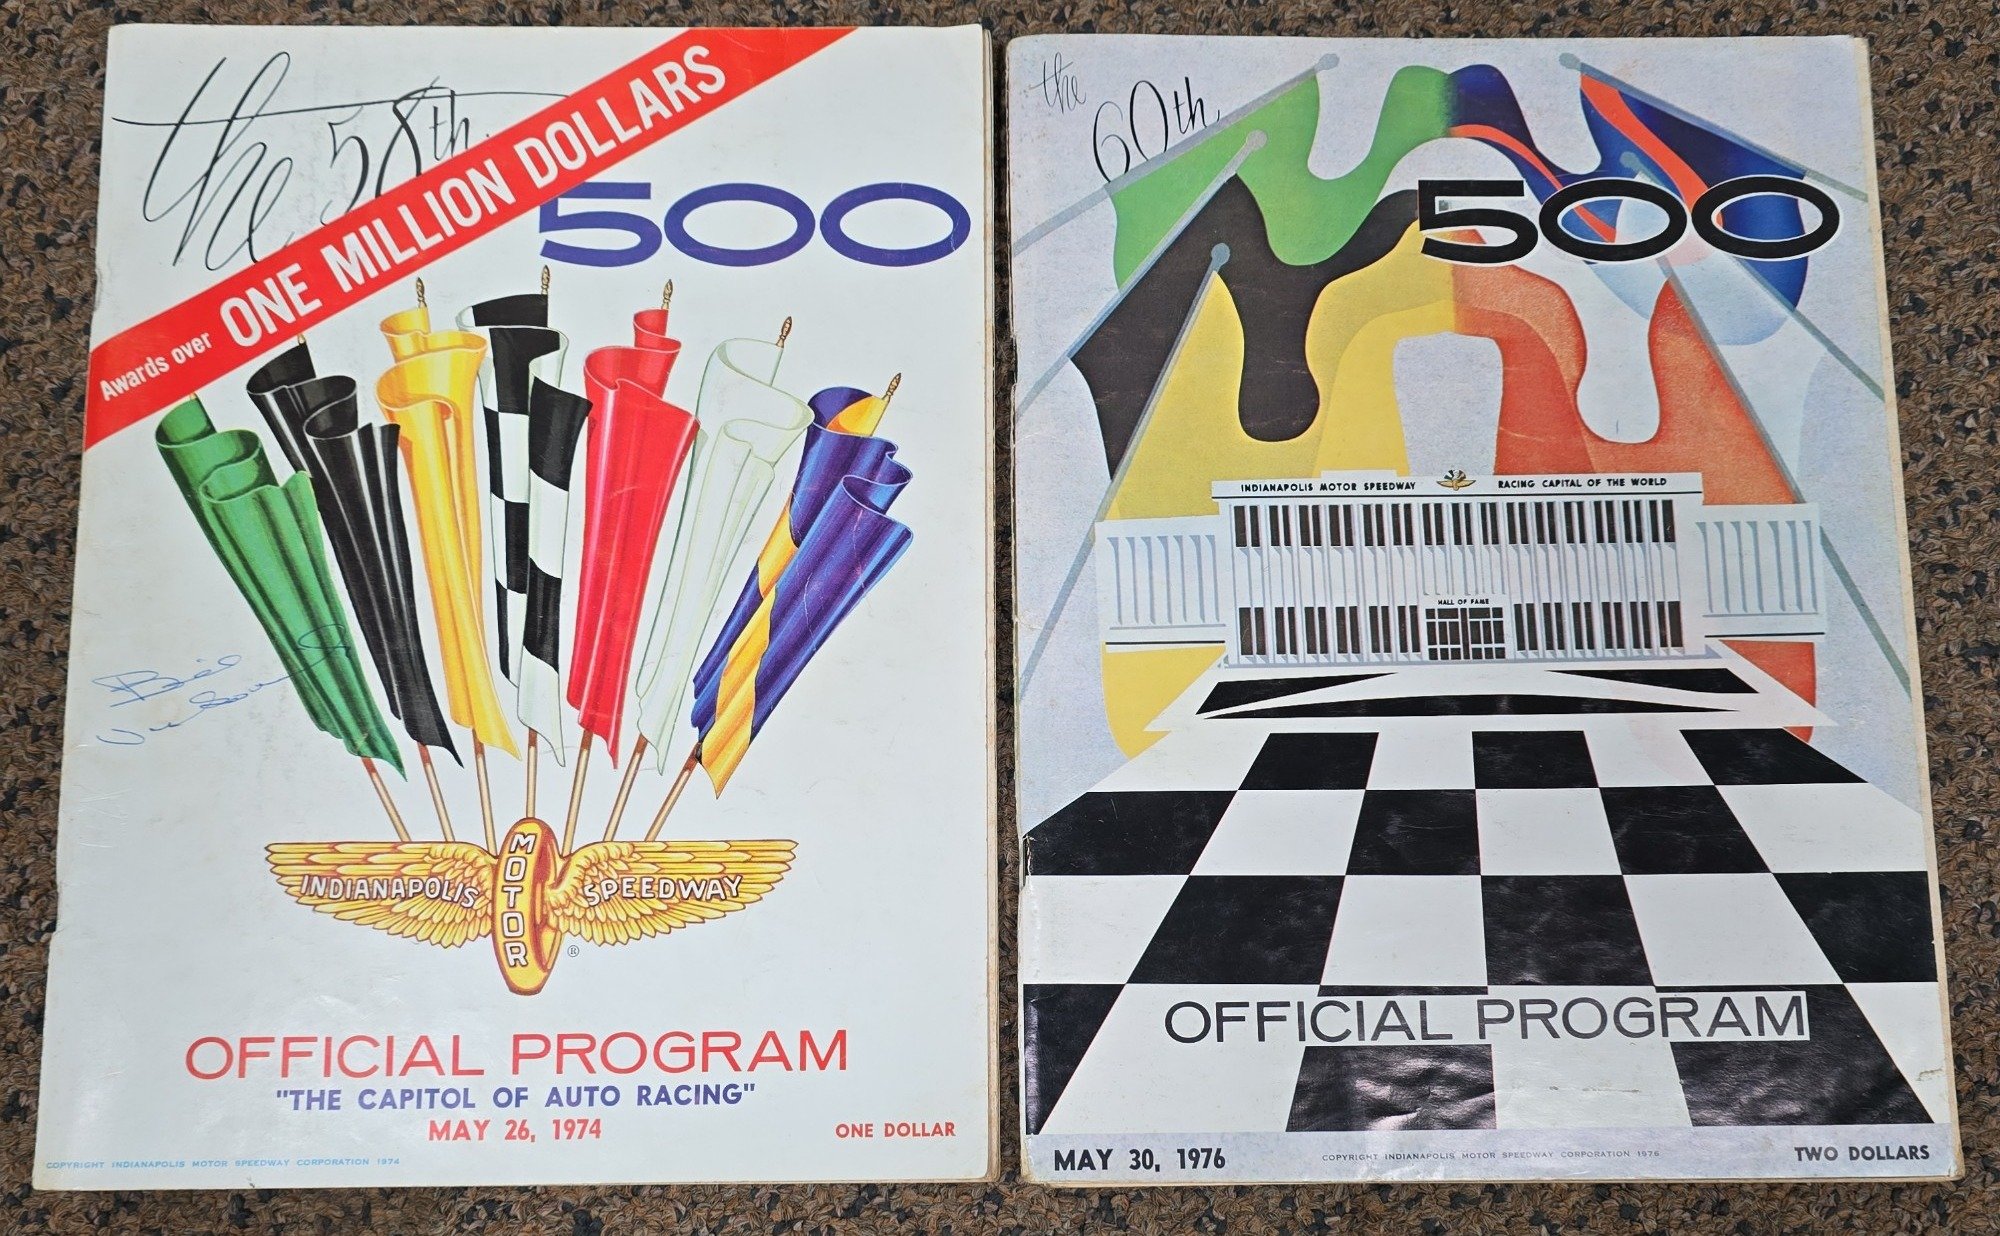 the 58th
500
Awards over ONE MILLION DOLLARS
Bill
INDIANAPOLIS MOTOR SPEEDWAY
®
OFFICIAL PROGRAM
"THE CAPITOL OF AUTO RACING"
MAY 26, 1974
ONE DOLLAR
COPYRIGHT INDIANAPOLIS MOTOR SPEEDWAY CORPORATION 1974
the 60th
500
INDIANAPOLIS MOTOR SPEEDWAY RACING CAPITAL OF THE WORLD
HALL OF FAME
OFFICIAL PROGRAM
MAY 30, 1976
COPYRIGHT INDIANAPOLIS MOTOR SPEEDWAY CORPORATION 1976
TWO DOLLARS